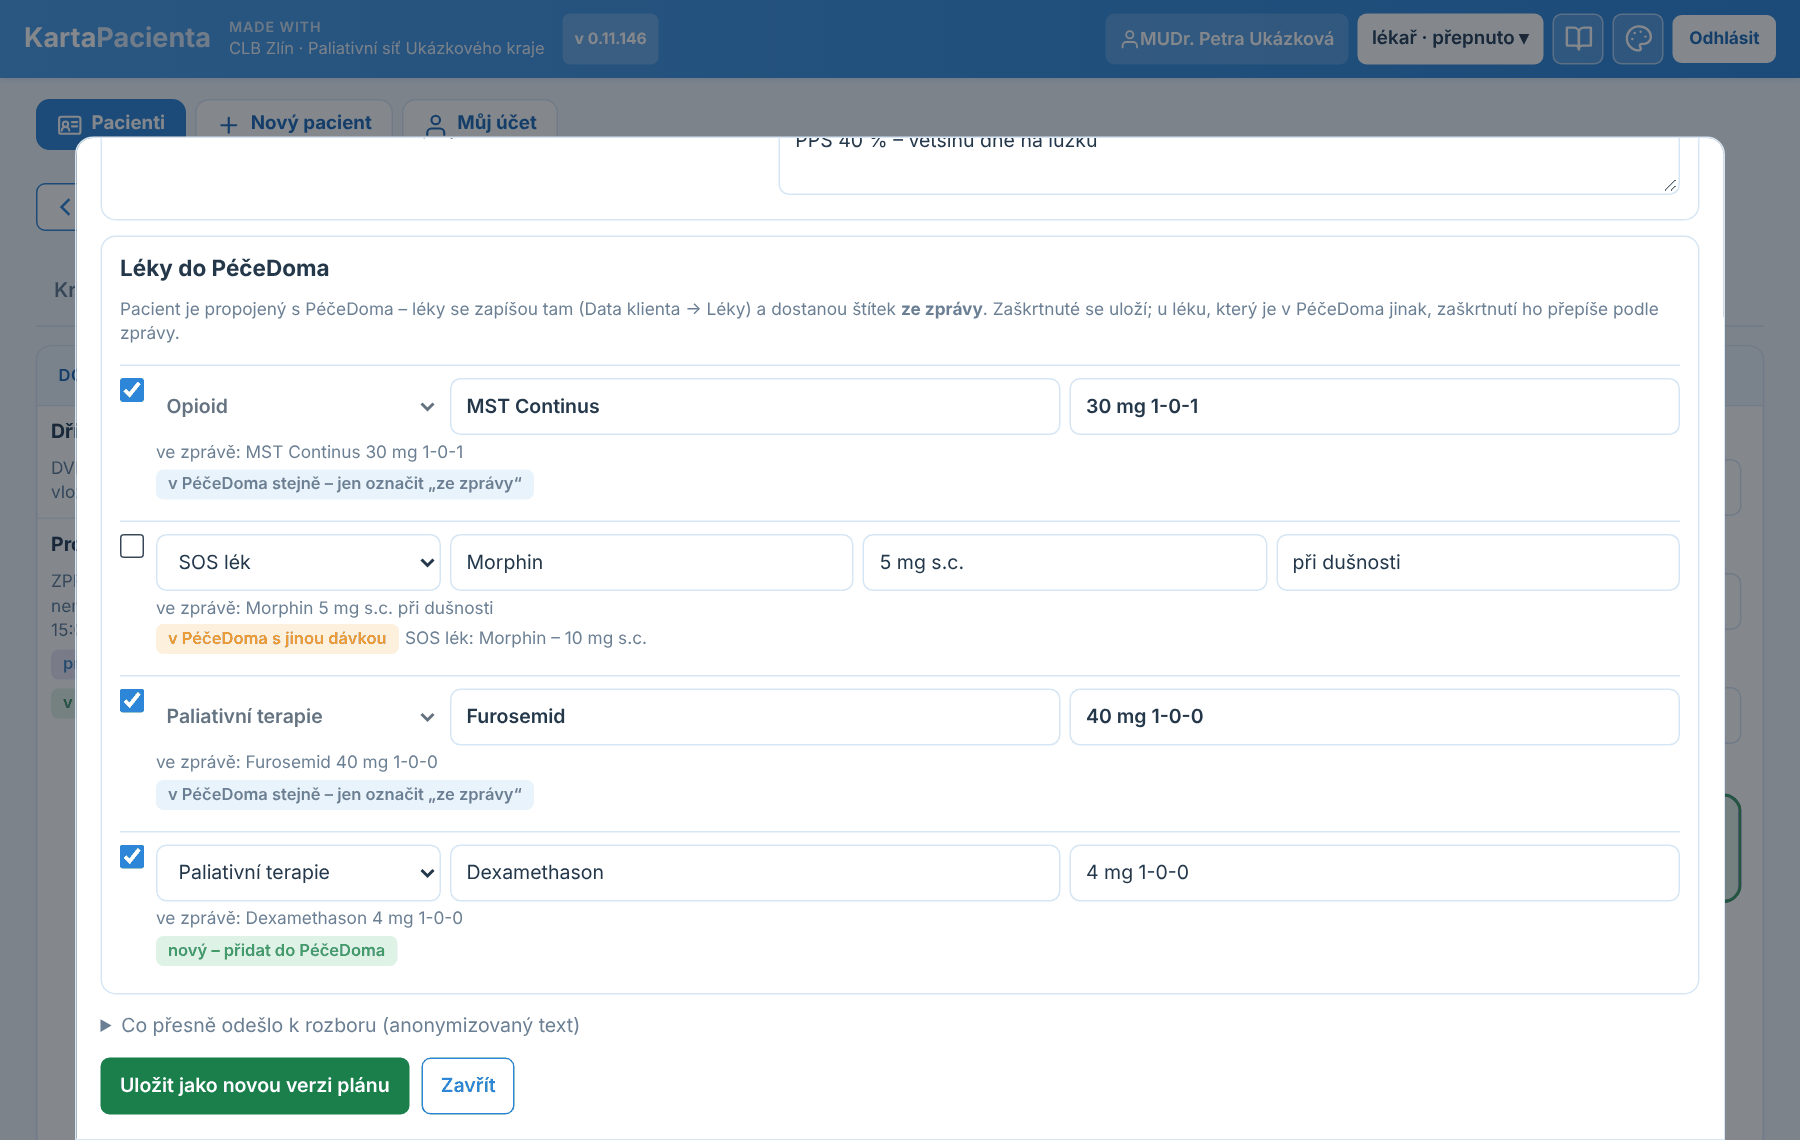 KartaPacienta
MADE WITH
CLB Zlín · Paliativní síť Ukázkového kraje
v 0.11.146
MUDr. Petra Ukázková
lékař · přepnuto ▾
Odhlásit
Pacienti
Nový pacient
Můj účet
PPS 40 % – většinu dne na lůžku
Léky do PéčeDoma
Pacient je propojený s PéčeDoma – léky se zapíšou tam (Data klienta → Léky) a dostanou štítek ze zprávy. Zaškrtnuté se uloží; u léku, který je v PéčeDoma jinak, zaškrtnutí ho přepíše podle
zprávy.
Opioid
MST Continus
30 mg 1-0-1
ve zprávě: MST Continus 30 mg 1-0-1
v PéčeDoma stejně – jen označit „ze zprávy“
SOS lék
Morphin
5 mg s.c.
při dušnosti
ve zprávě: Morphin 5 mg s.c. při dušnosti
v PéčeDoma s jinou dávkou SOS lék: Morphin – 10 mg s.c.
Paliativní terapie
Furosemid
40 mg 1-0-0
ve zprávě: Furosemid 40 mg 1-0-0
v PéčeDoma stejně – jen označit „ze zprávy“
Paliativní terapie
Dexamethason
4 mg 1-0-0
ve zprávě: Dexamethason 4 mg 1-0-0
nový – přidat do PéčeDoma
Co přesně odešlo k rozboru (anonymizovaný text)
Uložit jako novou verzi plánu
Zavřít